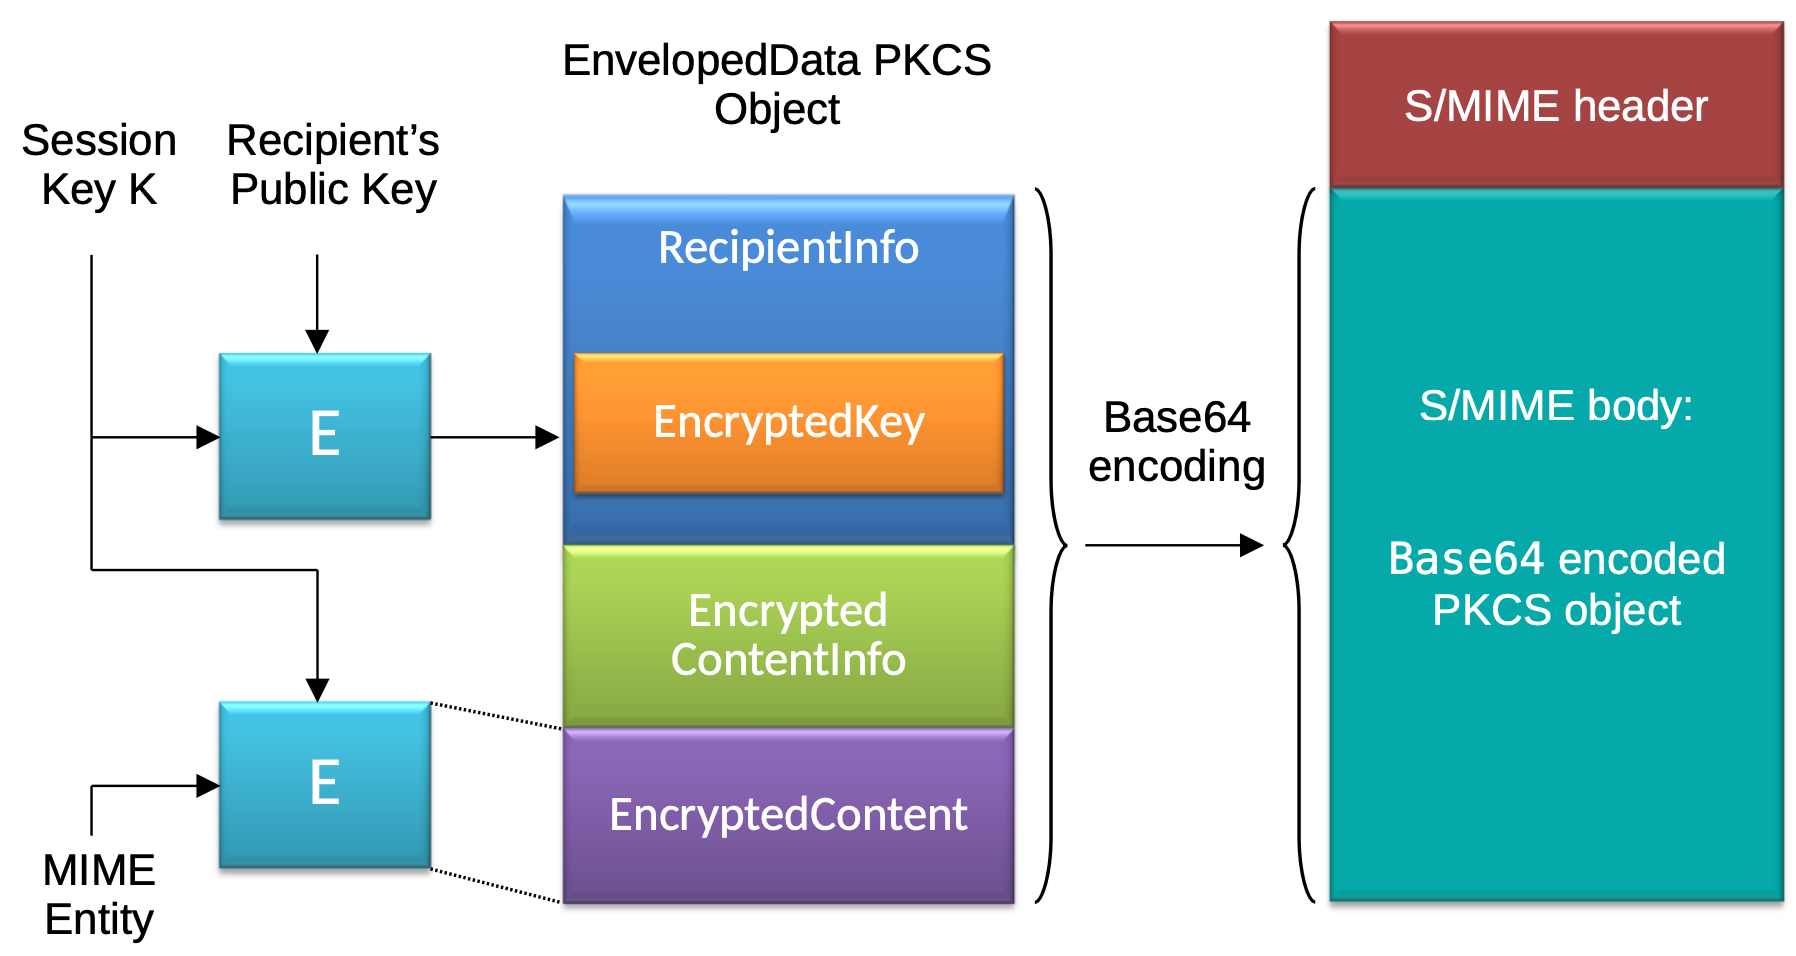 EnvelopedData PKCS
Object
Session
Key K
Recipient’s
Public Key
S/MIME header
RecipientInfo
EncryptedKey
E
Base64
encoding
S/MIME body:
Base64 encoded
PKCS object
Encrypted
ContentInfo
E
EncryptedContent
MIME
Entity